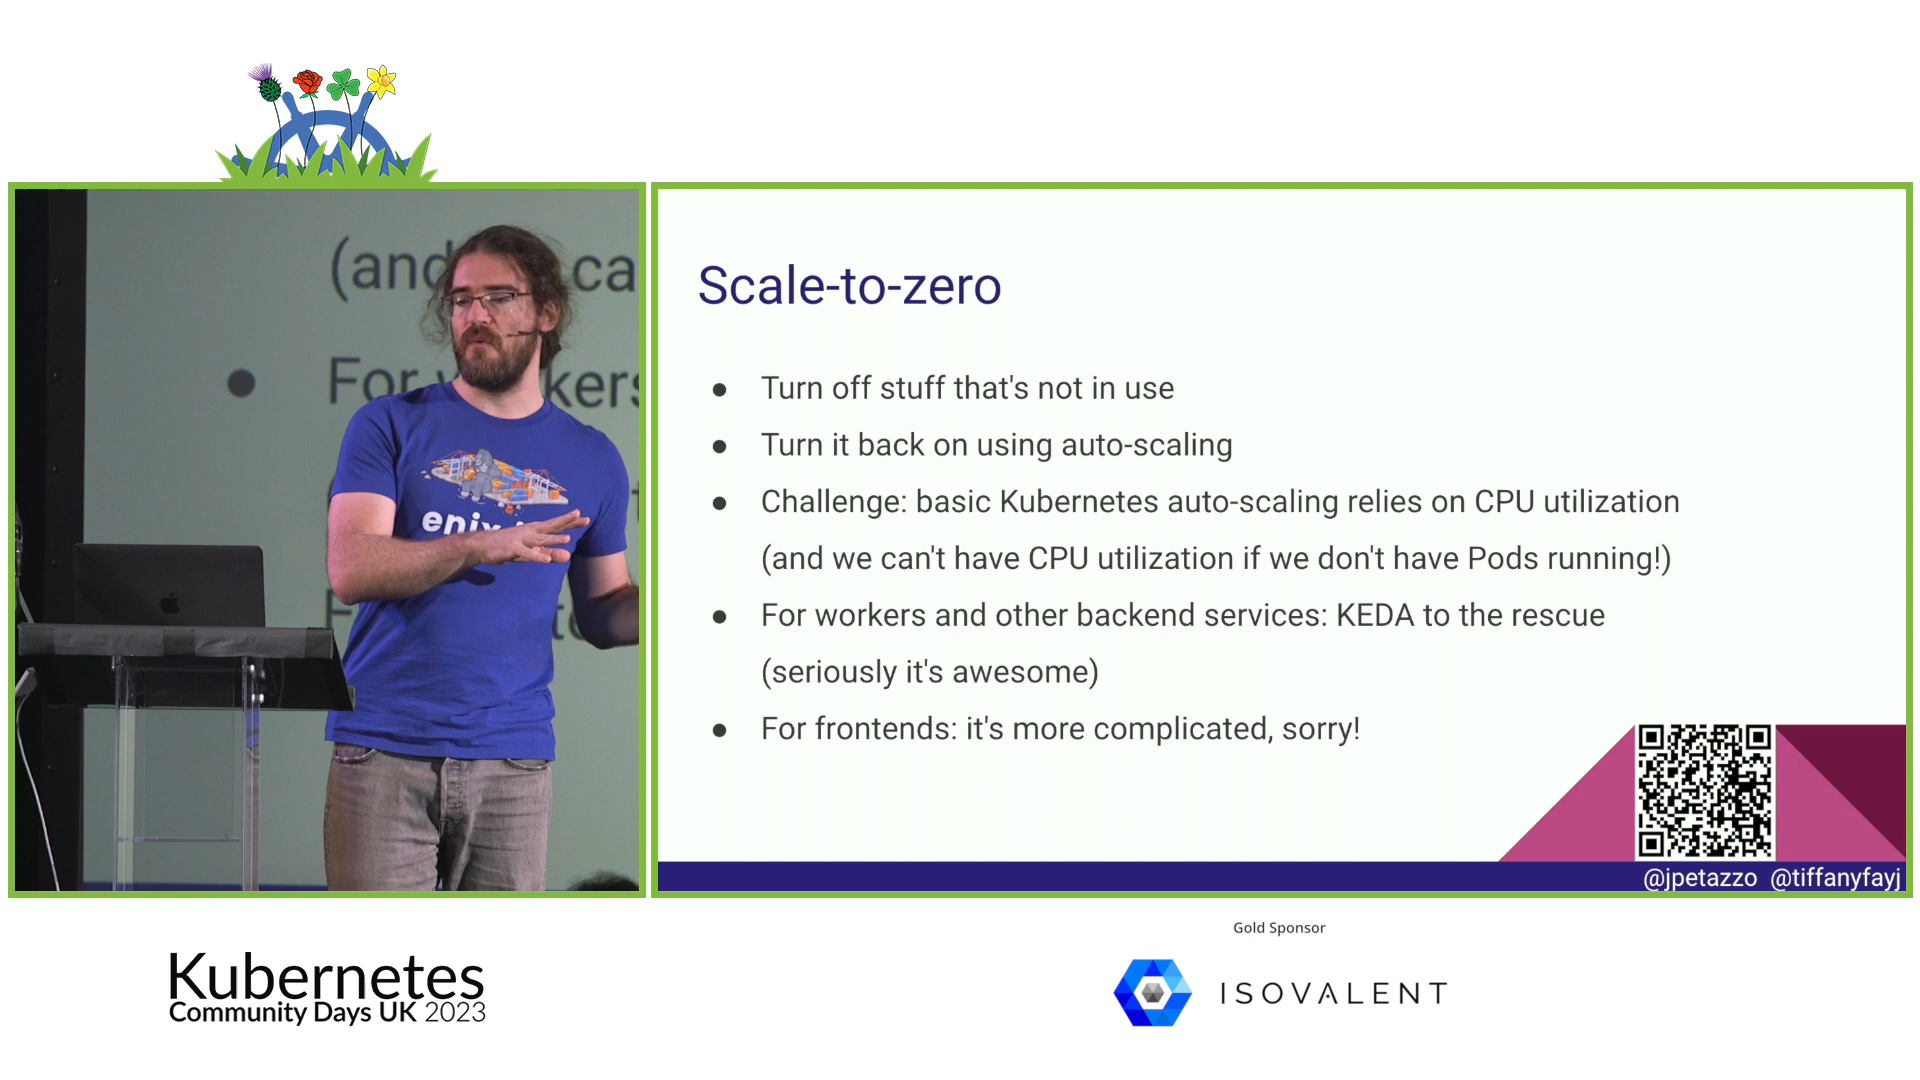 (and ca
For w kers
enix.
Scale-to-zero
● Turn off stuff that's not in use
● Turn it back on using auto-scaling
● Challenge: basic Kubernetes auto-scaling relies on CPU utilization
(and we can't have CPU utilization if we don't have Pods running!)
● For workers and other backend services: KEDA to the rescue
(seriously it's awesome)
● For frontends: it's more complicated, sorry!
@jpetazzo @tiffanyfayj
Gold Sponsor
ISOVALENT
Kubernetes
Community Days UK 2023